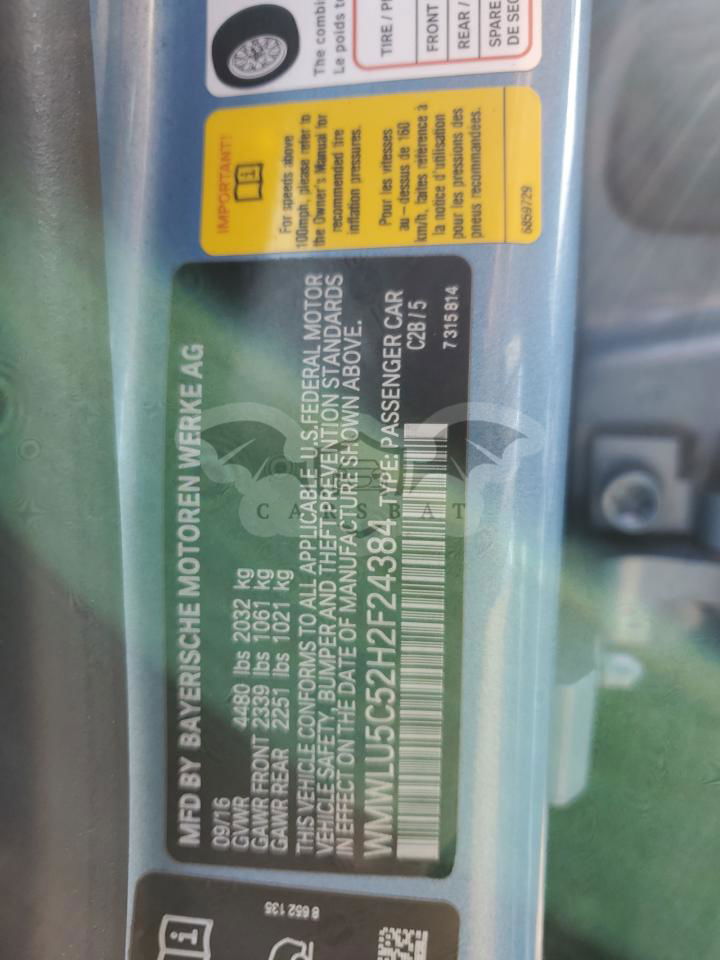 The combi
Le poids t
TIRE / P
FRONT
REAR /
SPARE
DE SEC
IMPORTANT!
For speeds above
100mph, please refer to
the Owner's Manual for
recommended tire
inflation pressures.
Pour les vitesses
au-dessus de 160
km/h, faites référence à
la notice d'utilisation
pour les pressions des
pneus recommandées.
6859729
MFD BY BAYERISCHE MOTOREN WERKE AG
09/16
GVWR 4480 lbs 2032 kg
GAWR FRONT 2339 lbs 1061 kg
GAWR REAR 2251 lbs 1021 kg
THIS VEHICLE CONFORMS TO ALL APPLICABLE U.S.FEDERAL MOTOR
VEHICLE SAFETY, BUMPER AND THEFT PREVENTION STANDARDS
IN EFFECT ON THE DATE OF MANUFACTURE SHOWN ABOVE.
WMWLU5C52H2F24384 TYPE: PASSENGER CAR
C2B / 5
7 315 814
CARSBAT
8 652 135